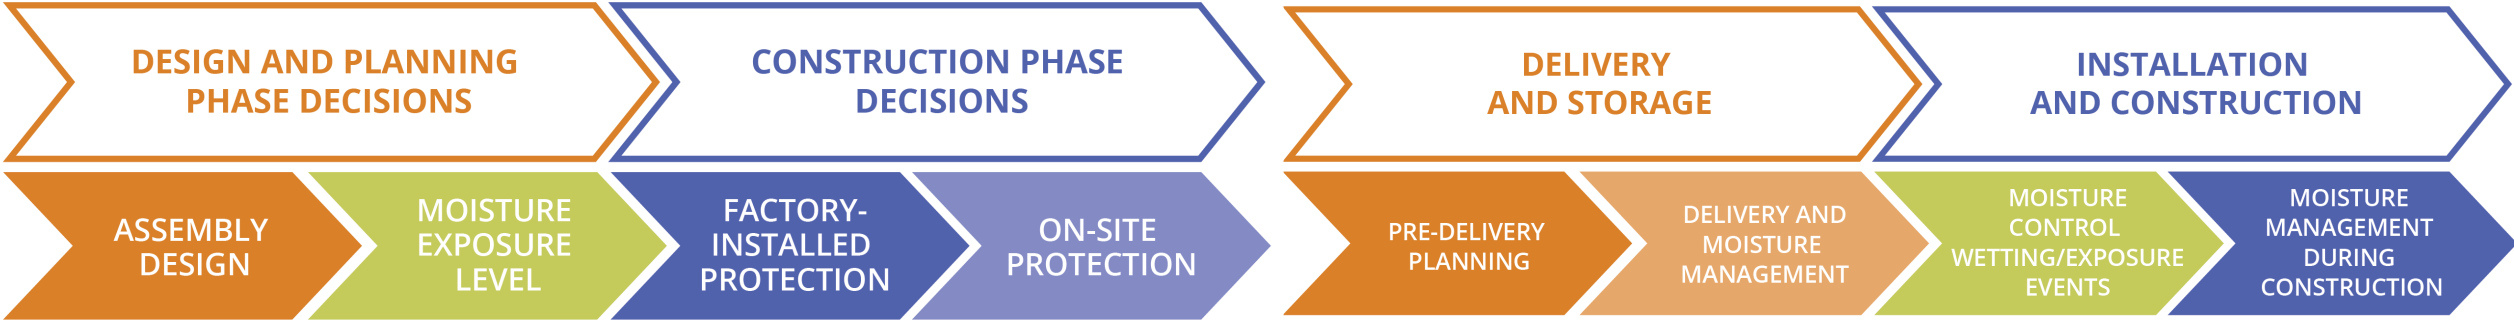 DESIGN AND PLANNING
PHASE DECISIONS
CONSTRUCTION PHASE
DECISIONS
DELIVERY
AND STORAGE
INSTALLATION
AND CONSTRUCTION
ASSEMBLY
DESIGN
MOISTURE
EXPOSURE
LEVEL
FACTORY-
INSTALLED
PROTECTION
ON-SITE
PROTECTION
PRE-DELIVERY
PLANNING
DELIVERY AND
MOISTURE
MANAGEMENT
MOISTURE
CONTROL
WETTING/EXPOSURE
EVENTS
MOISTURE
MANAGEMENT
DURING
CONSTRUCTION